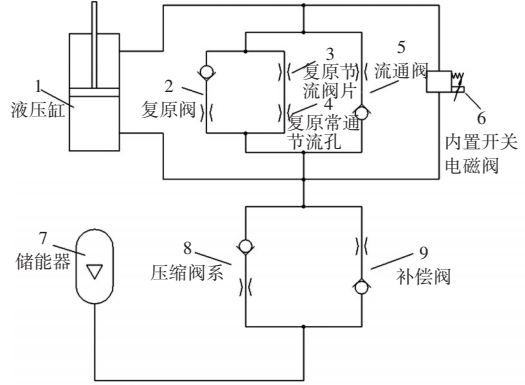 1
液压缸
2
复原阀
3
复原节
流阀片
4
复原常通
节流孔
5
流通阀
6
内置开关
电磁阀
7
储能器
8
压缩阀系
9
补偿阀